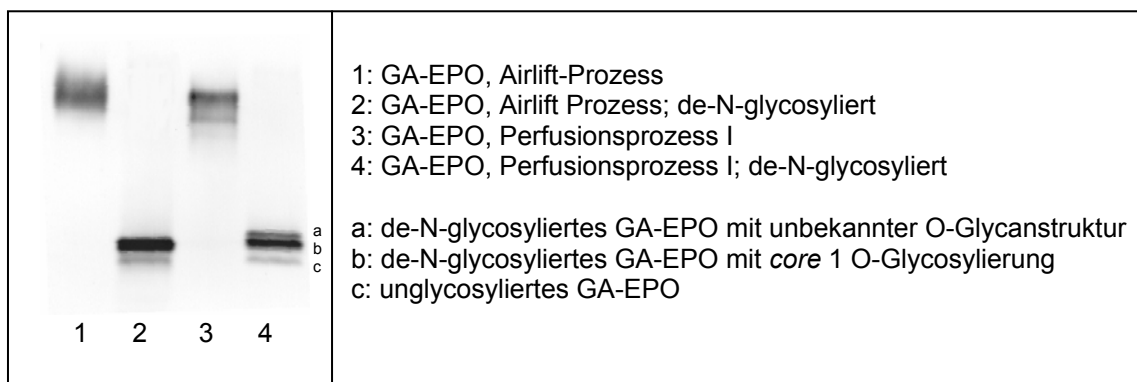 a
b
c
1 2 3 4
1: GA-EPO, Airlift-Prozess
2: GA-EPO, Airlift Prozess; de-N-glycosyliert
3: GA-EPO, Perfusionsprozess I
4: GA-EPO, Perfusionsprozess I; de-N-glycosyliert
a: de-N-glycosyliertes GA-EPO mit unbekannter O-Glycanstruktur
b: de-N-glycosyliertes GA-EPO mit core 1 O-Glycosylierung
c: unglycosyliertes GA-EPO